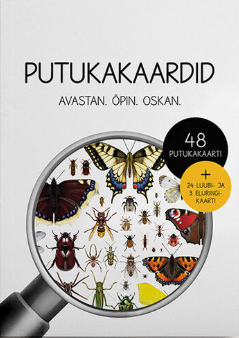 PUTUKAKAARDID
AVASTAN. ÕPIN. OSKAN.
48
PUTUKAKAARTI
+
24 LUUBI- JA
3 ELURINGI-
KAARTI